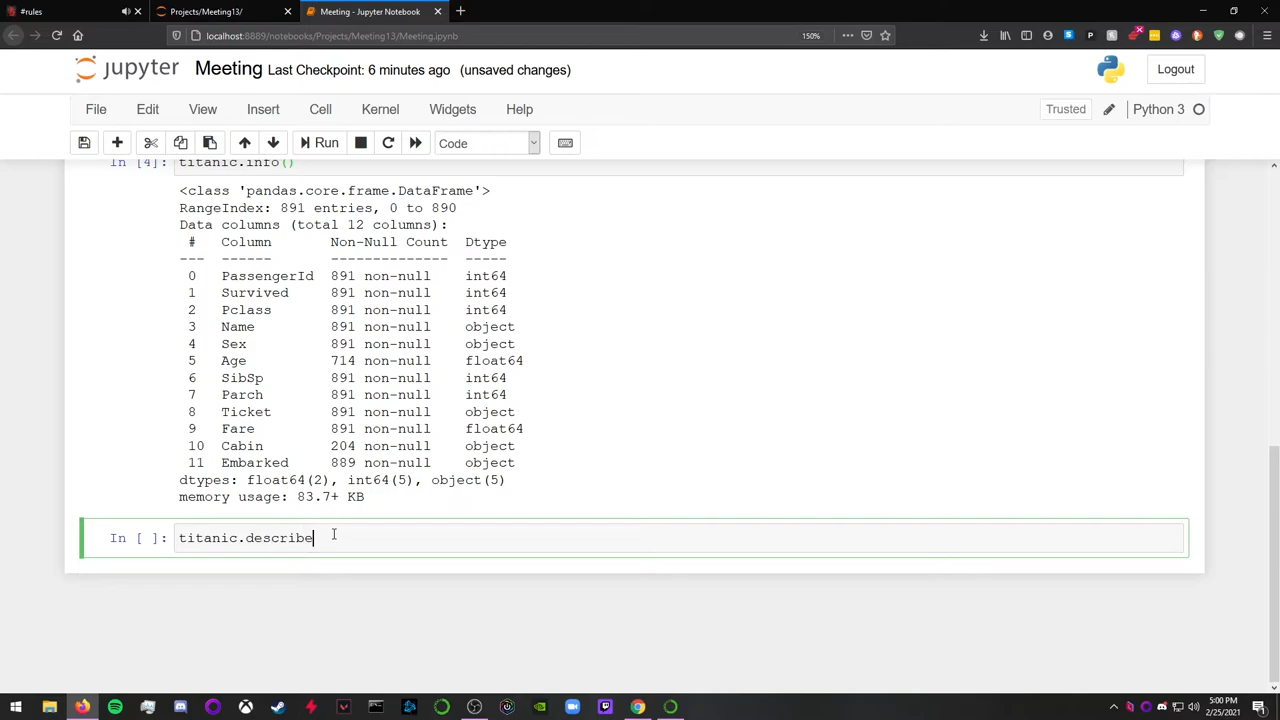 #rules
Projects/Meeting13/
Meeting - Jupyter Notebook
localhost:8889/notebooks/Projects/Meeting13/Meeting.ipynb
150%
jupyter Meeting Last Checkpoint: 6 minutes ago (unsaved changes)
Logout
File Edit View Insert Cell Kernel Widgets Help
Trusted
Python 3
Run
Code
In [4]: titanic.info()
<class 'pandas.core.frame.DataFrame'>
RangeIndex: 891 entries, 0 to 890
Data columns (total 12 columns):
# Column Non-Null Count Dtype
--- ------ -------------- -----
0 PassengerId 891 non-null int64
1 Survived 891 non-null int64
2 Pclass 891 non-null int64
3 Name 891 non-null object
4 Sex 891 non-null object
5 Age 714 non-null float64
6 SibSp 891 non-null int64
7 Parch 891 non-null int64
8 Ticket 891 non-null object
9 Fare 891 non-null float64
10 Cabin 204 non-null object
11 Embarked 889 non-null object
dtypes: float64(2), int64(5), object(5)
memory usage: 83.7+ KB
In [ ]: titanic.describe
5:00 PM
2/25/2021